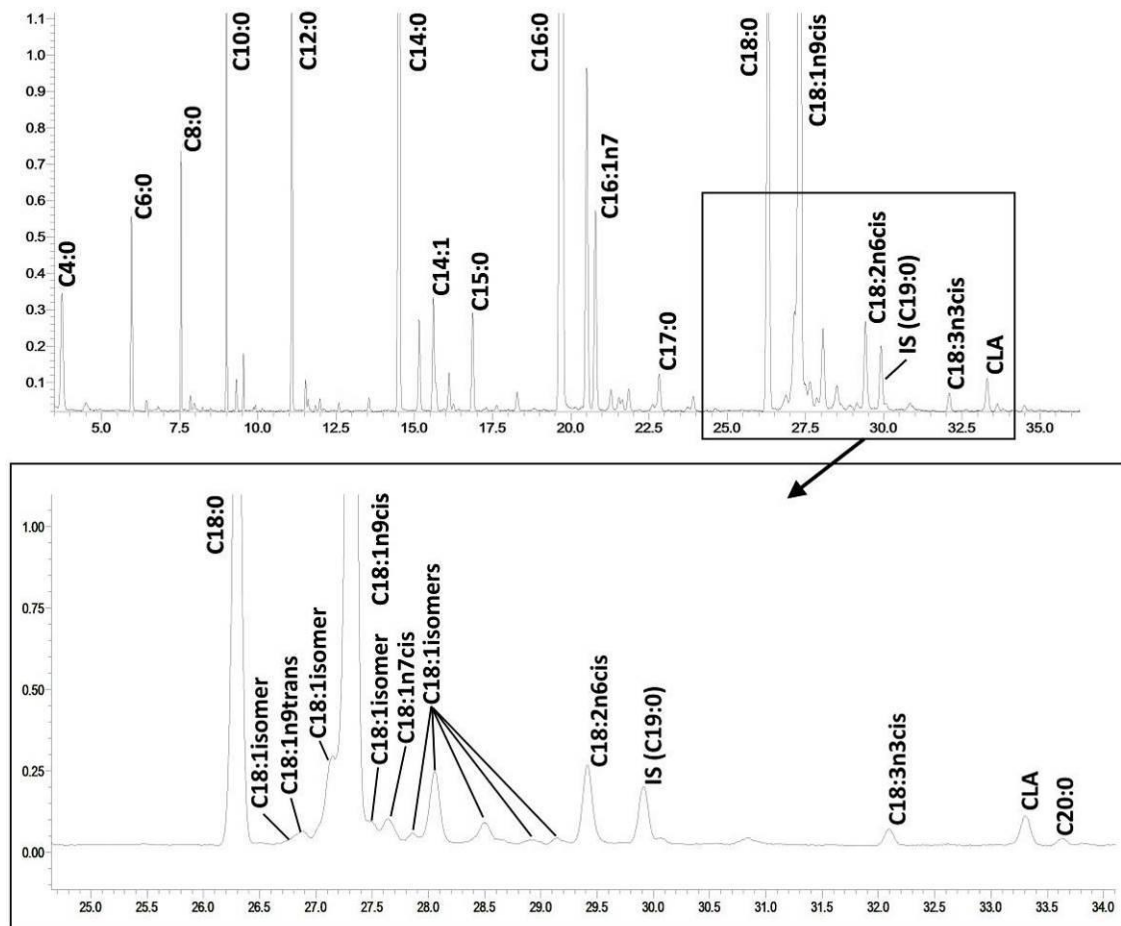 1.1
1.0
0.9
0.8
0.7
0.6
0.5
0.4
0.3
0.2
0.1
C4:0
C6:0
C8:0
C10:0
C12:0
C14:0
C14:1
C15:0
C16:0
C16:1n7
C17:0
C18:0
C18:1n9cis
C18:2n6cis
IS (C19:0)
C18:3n3cis
CLA
5.0 7.5 10.0 12.5 15.0 17.5 20.0 22.5 25.0 27.5 30.0 32.5 35.0
1.00
0.75
0.50
0.25
0.00
C18:0
C18:1isomer
C18:1n9trans
C18:1isomer
C18:1n9cis
C18:1isomer
C18:1n7cis
C18:1isomers
C18:2n6cis
IS (C19:0)
C18:3n3cis
CLA
C20:0
25.0 25.5 26.0 26.5 27.0 27.5 28.0 28.5 29.0 29.5 30.0 30.5 31.0 31.5 32.0 32.5 33.0 33.5 34.0